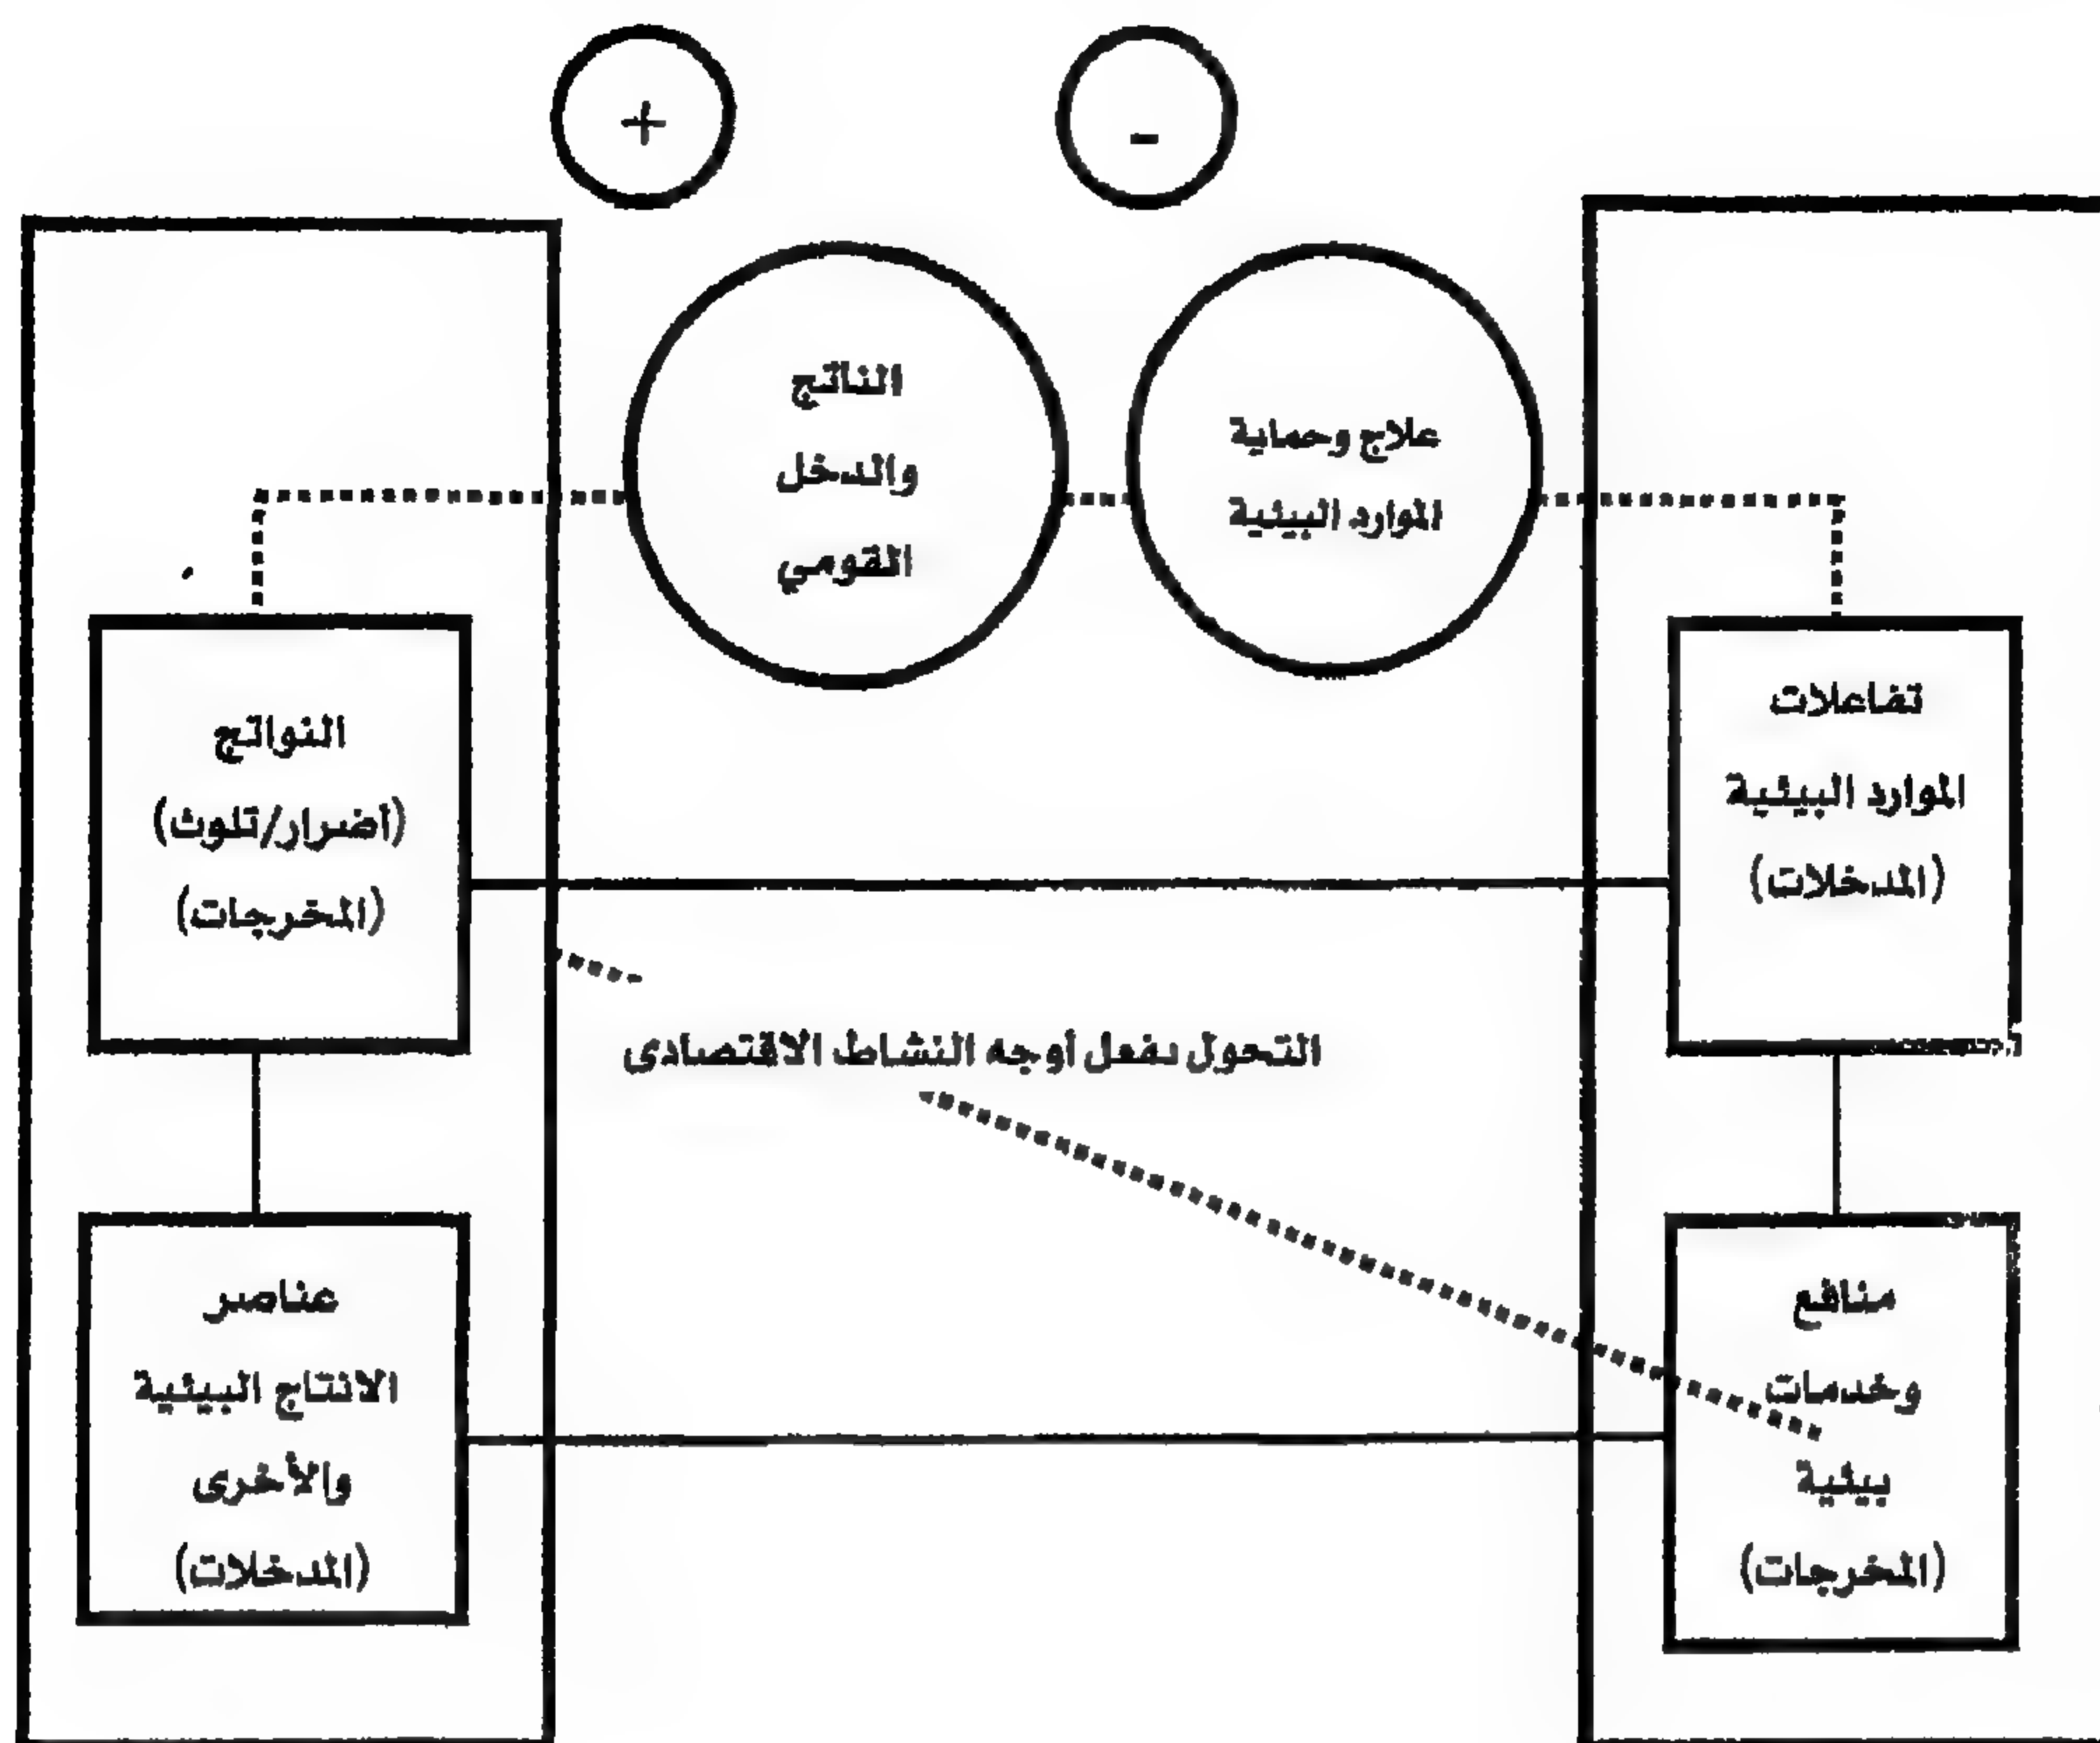 +
-
الناتج
والدخل
القومي
علاج وحماية
الموارد البيئية
تفاعلات
الموارد البيئية
(المدخلات)
النواتج
(أضرار/تلوث)
(المخرجات)
التحول بفعل أوجه النشاط الاقتصادى
منافع
وخدمات
بيئية
(المخرجات)
عناصر
الانتاج البيئية
والأخرى
(المدخلات)